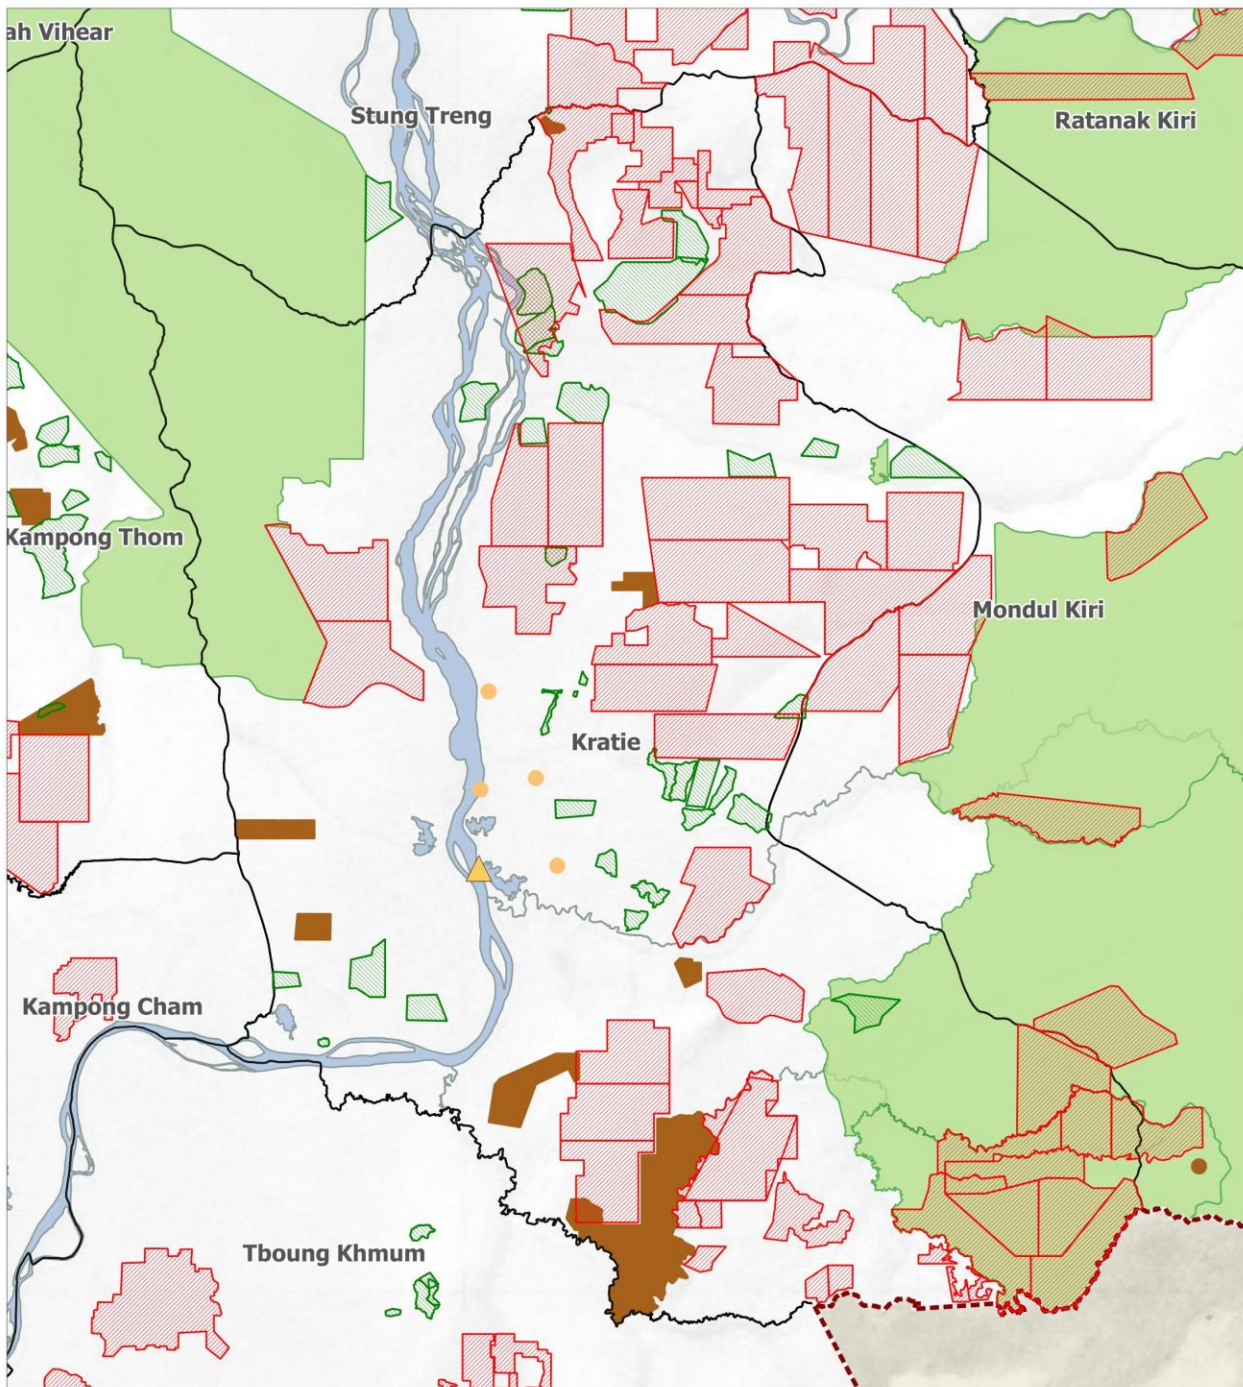 ah Vihear
Stung Treng
Ratanak Kiri
Kampong Thom
Mondul Kiri
Kratie
Kampong Cham
Tboung Khmum